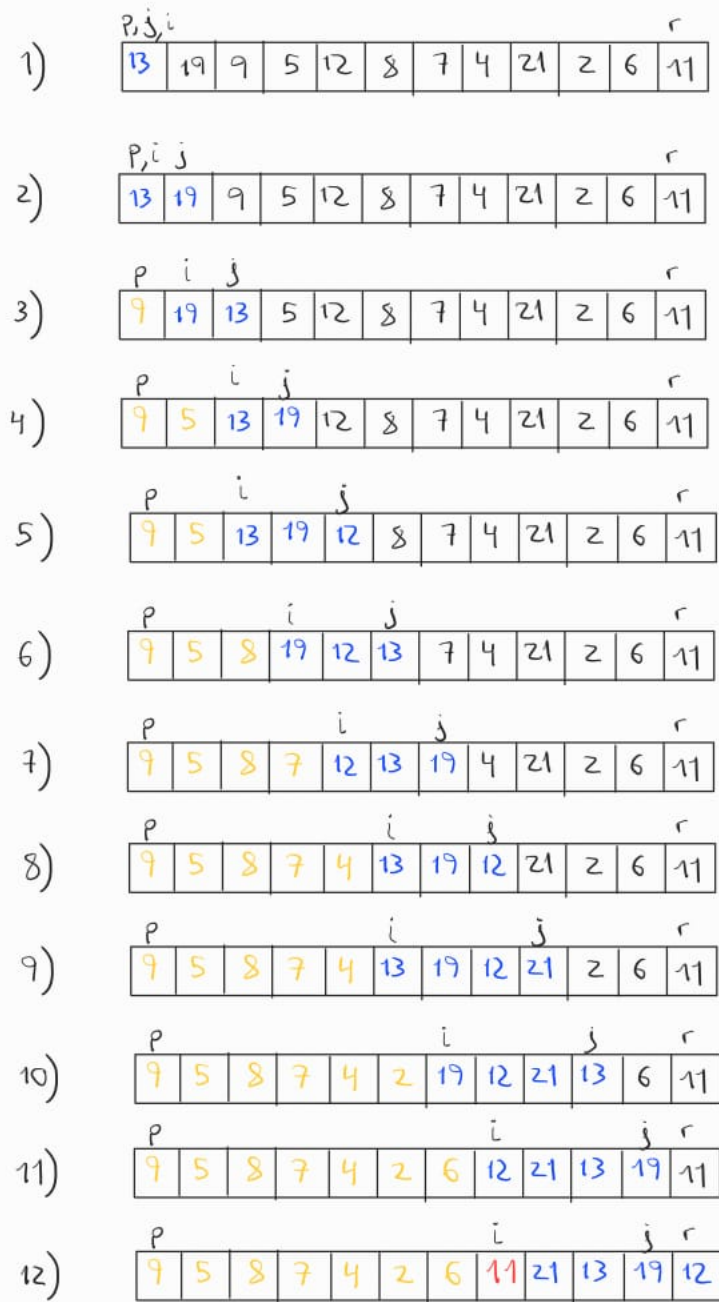 p,j,i r
1) 13 19 9 5 12 8 7 4 21 2 6 11
p,i j r
2) 13 19 9 5 12 8 7 4 21 2 6 11
p i j r
3) 9 19 13 5 12 8 7 4 21 2 6 11
p i j r
4) 9 5 13 19 12 8 7 4 21 2 6 11
p i j r
5) 9 5 13 19 12 8 7 4 21 2 6 11
p i j r
6) 9 5 8 19 12 13 7 4 21 2 6 11
p i j r
7) 9 5 8 7 12 13 19 4 21 2 6 11
p i j r
8) 9 5 8 7 4 13 19 12 21 2 6 11
p i j r
9) 9 5 8 7 4 13 19 12 21 2 6 11
p i j r
10) 9 5 8 7 4 2 19 12 21 13 6 11
p i j r
11) 9 5 8 7 4 2 6 12 21 13 19 11
p i j r
12) 9 5 8 7 4 2 6 11 21 13 19 12